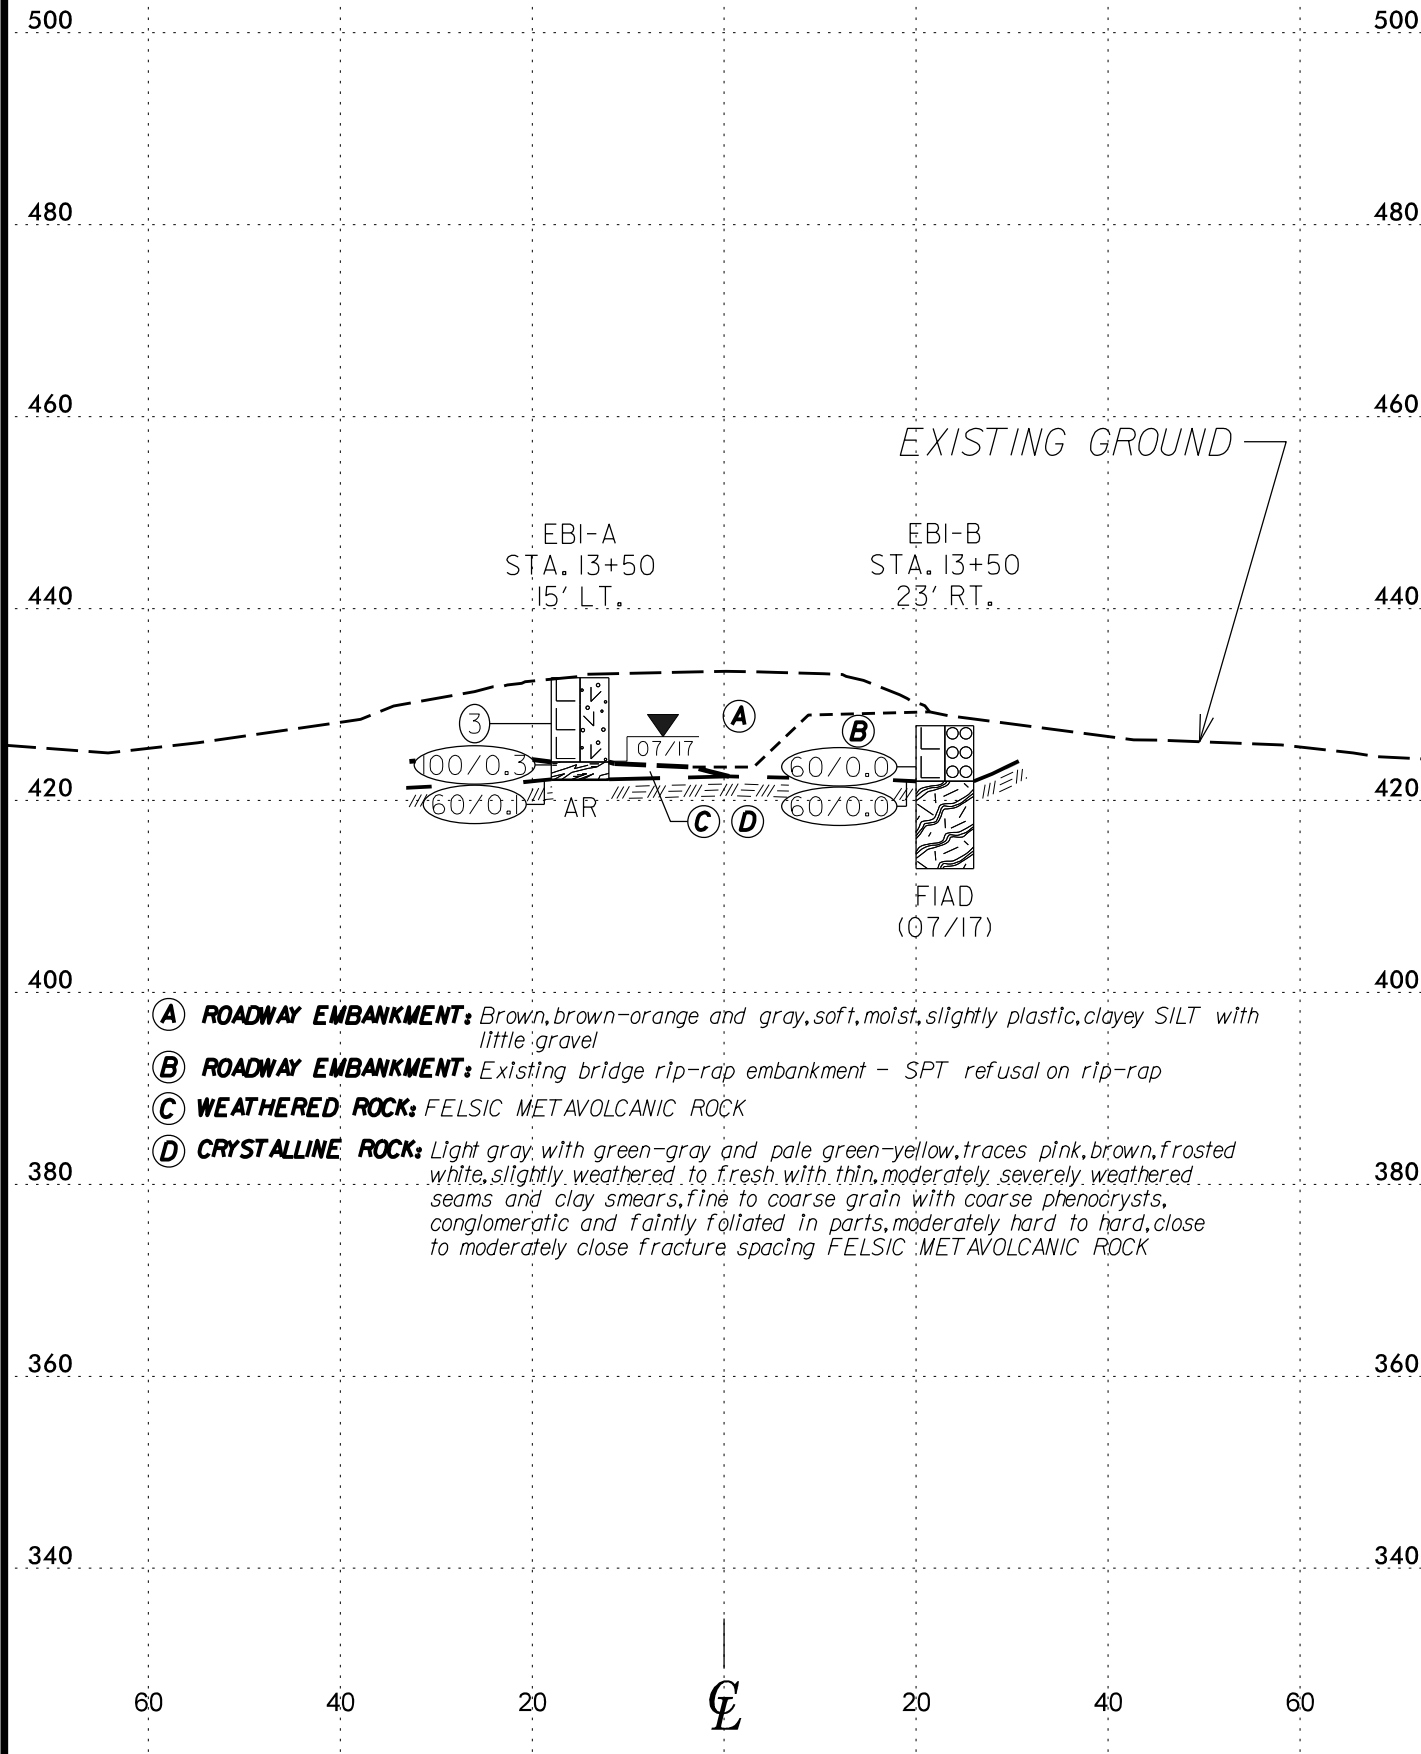 500 500
480 480
460 460
EXISTING GROUND
EB1-A EB1-B
STA. 13+50 STA. 13+50
15' LT. 23' RT.
440 440
3 A B
07/17
100/0.3 60/0.0
420 420
60/0.1 AR C D 60/0.0
FIAD
(07/17)
400 400
A ROADWAY EMBANKMENT: Brown, brown-orange and gray, soft, moist, slightly plastic, clayey SILT with
little gravel
B ROADWAY EMBANKMENT: Existing bridge rip-rap embankment - SPT refusal on rip-rap
C WEATHERED ROCK: FELSIC METAVOLCANIC ROCK
D CRYSTALLINE ROCK: Light gray with green-gray and pale green-yellow, traces pink, brown, frosted
380 white, slightly weathered to fresh with thin, moderately severely weathered 380
seams and clay smears, fine to coarse grain with coarse phenocrysts,
conglomeratic and faintly foliated in parts, moderately hard to hard, close
to moderately close fracture spacing FELSIC METAVOLCANIC ROCK
360 360
340 340
60 40 20 CL 20 40 60